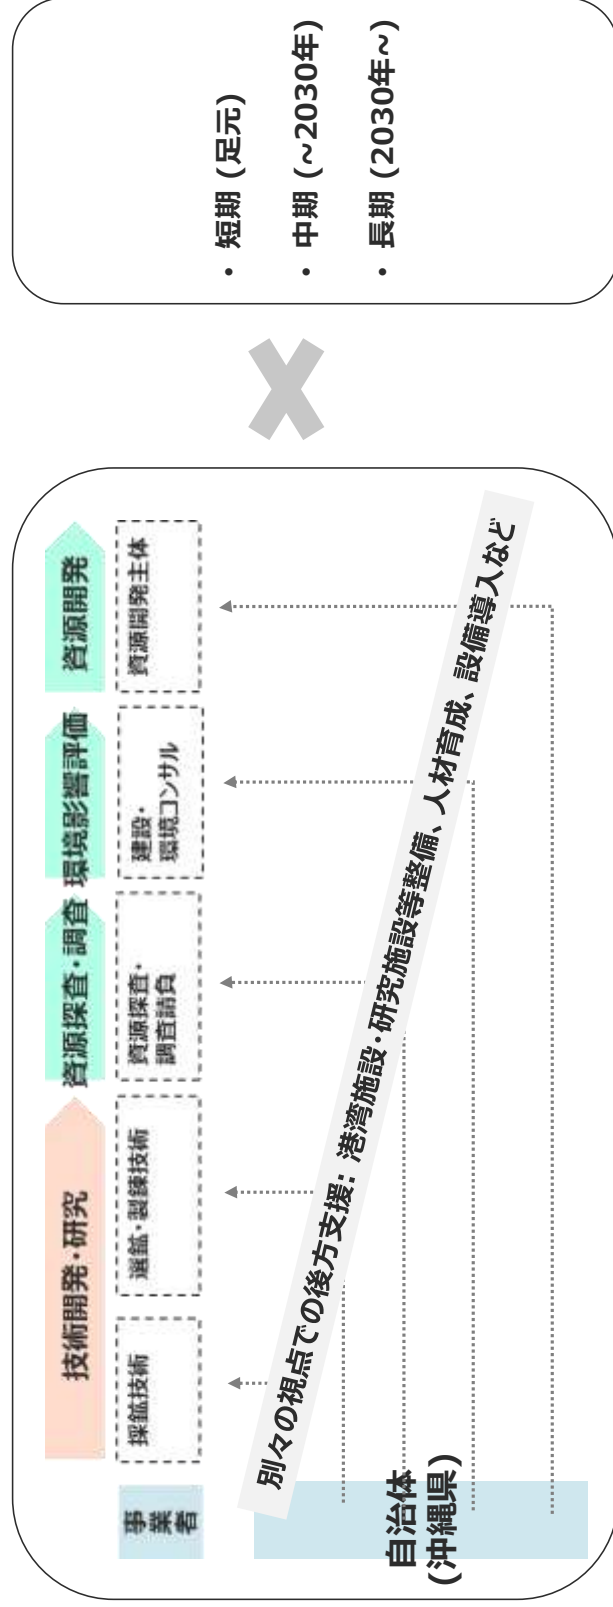 技術開発・研究
資源探査・調査
環境影響評価
資源開発
事業者
採鉱技術
選鉱・製錬技術
資源探査・
調査請負
建設・
環境コンサル
資源開発主体
自治体
(沖縄県)
別々の視点での後方支援：港湾施設・研究施設等整備、人材育成、設備導入など
・ 短期 (足元)
・ 中期 (~2030年)
・ 長期 (2030年~)